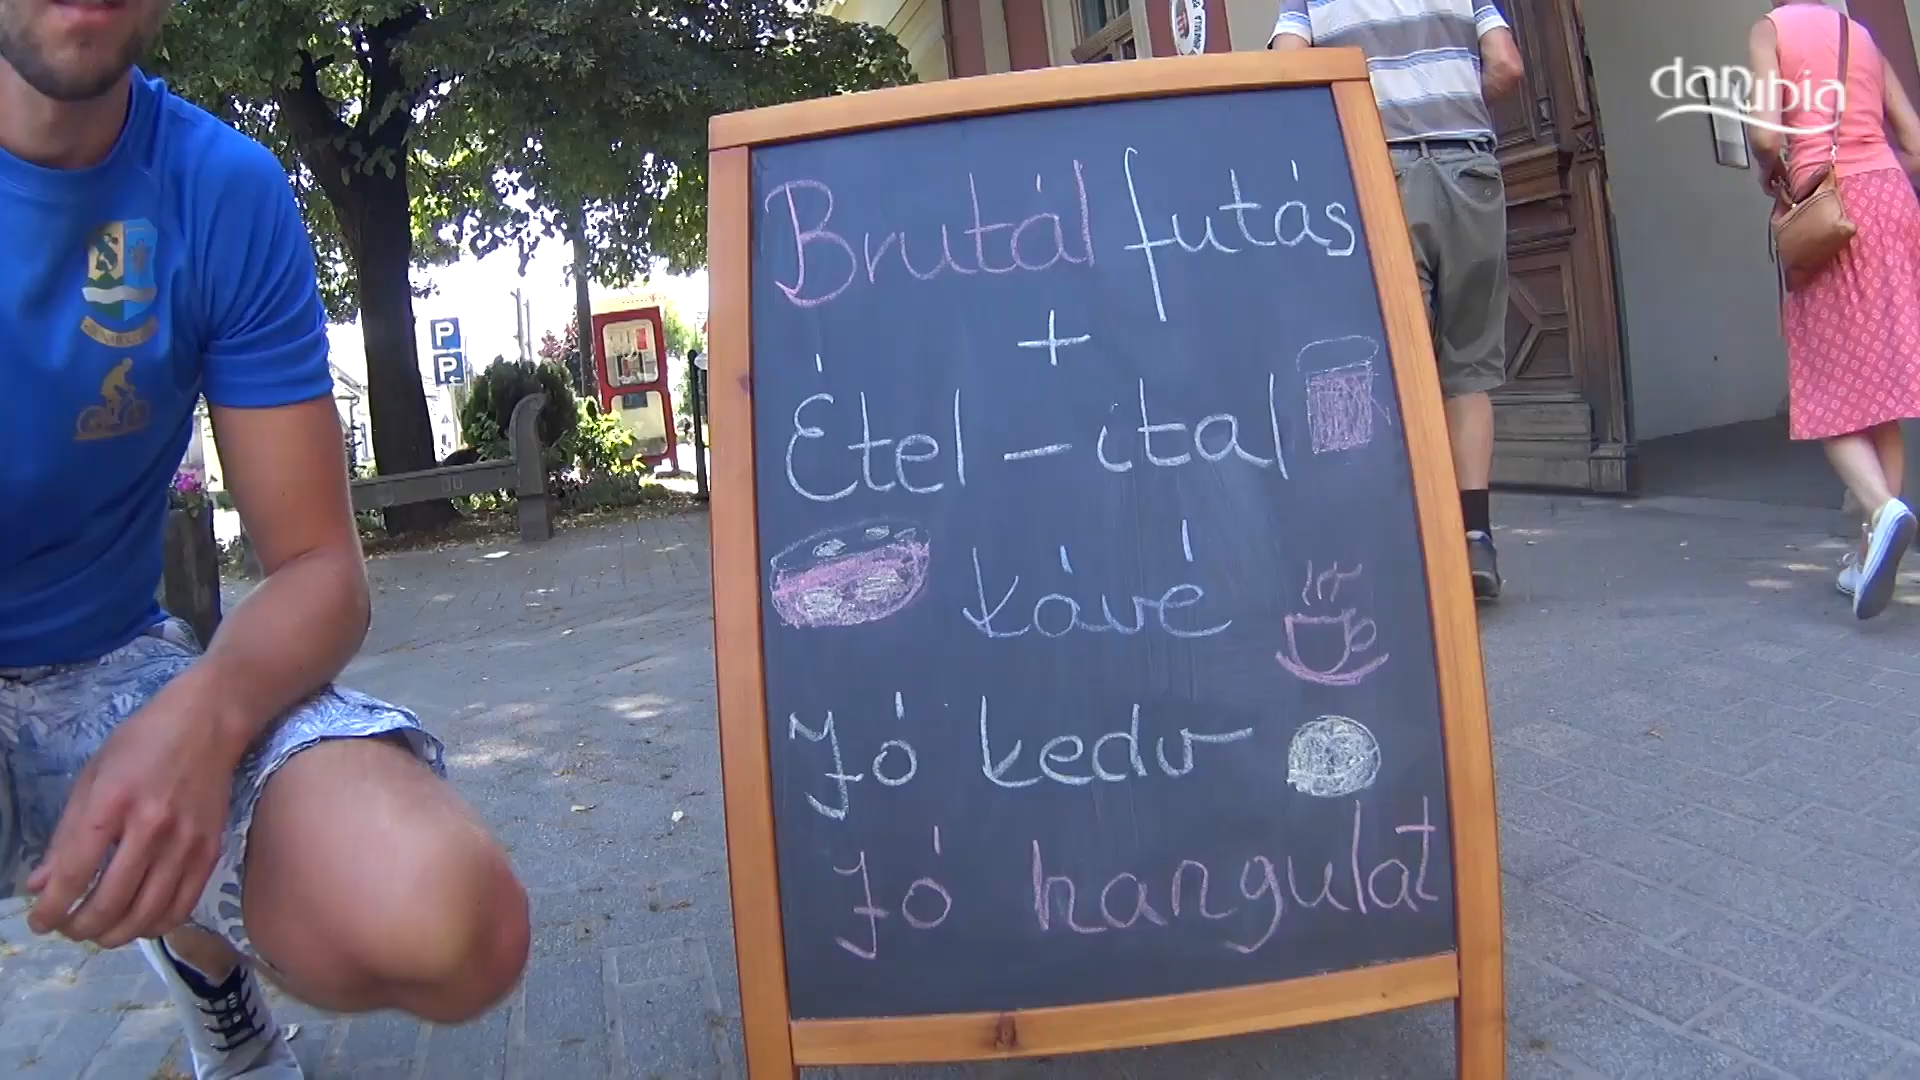 danubia
Brutál futás
+
Étel - ital
kávé
Jó kedv
Jó hangulat
P
P